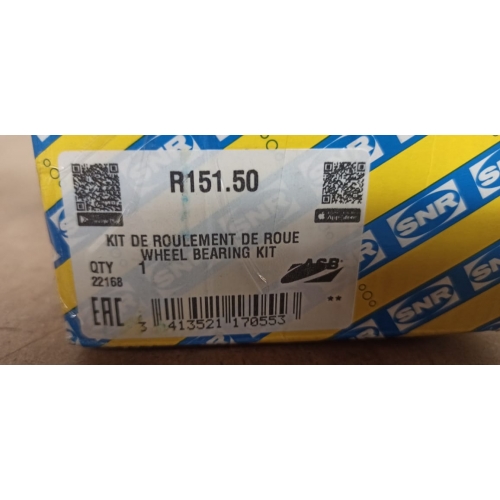 SNR
SNR
SNR
SNR
R151.50
KIT DE ROULEMENT DE ROUE
WHEEL BEARING KIT
QTY 1
ASB
22168
EAC
**
3 413521 170553